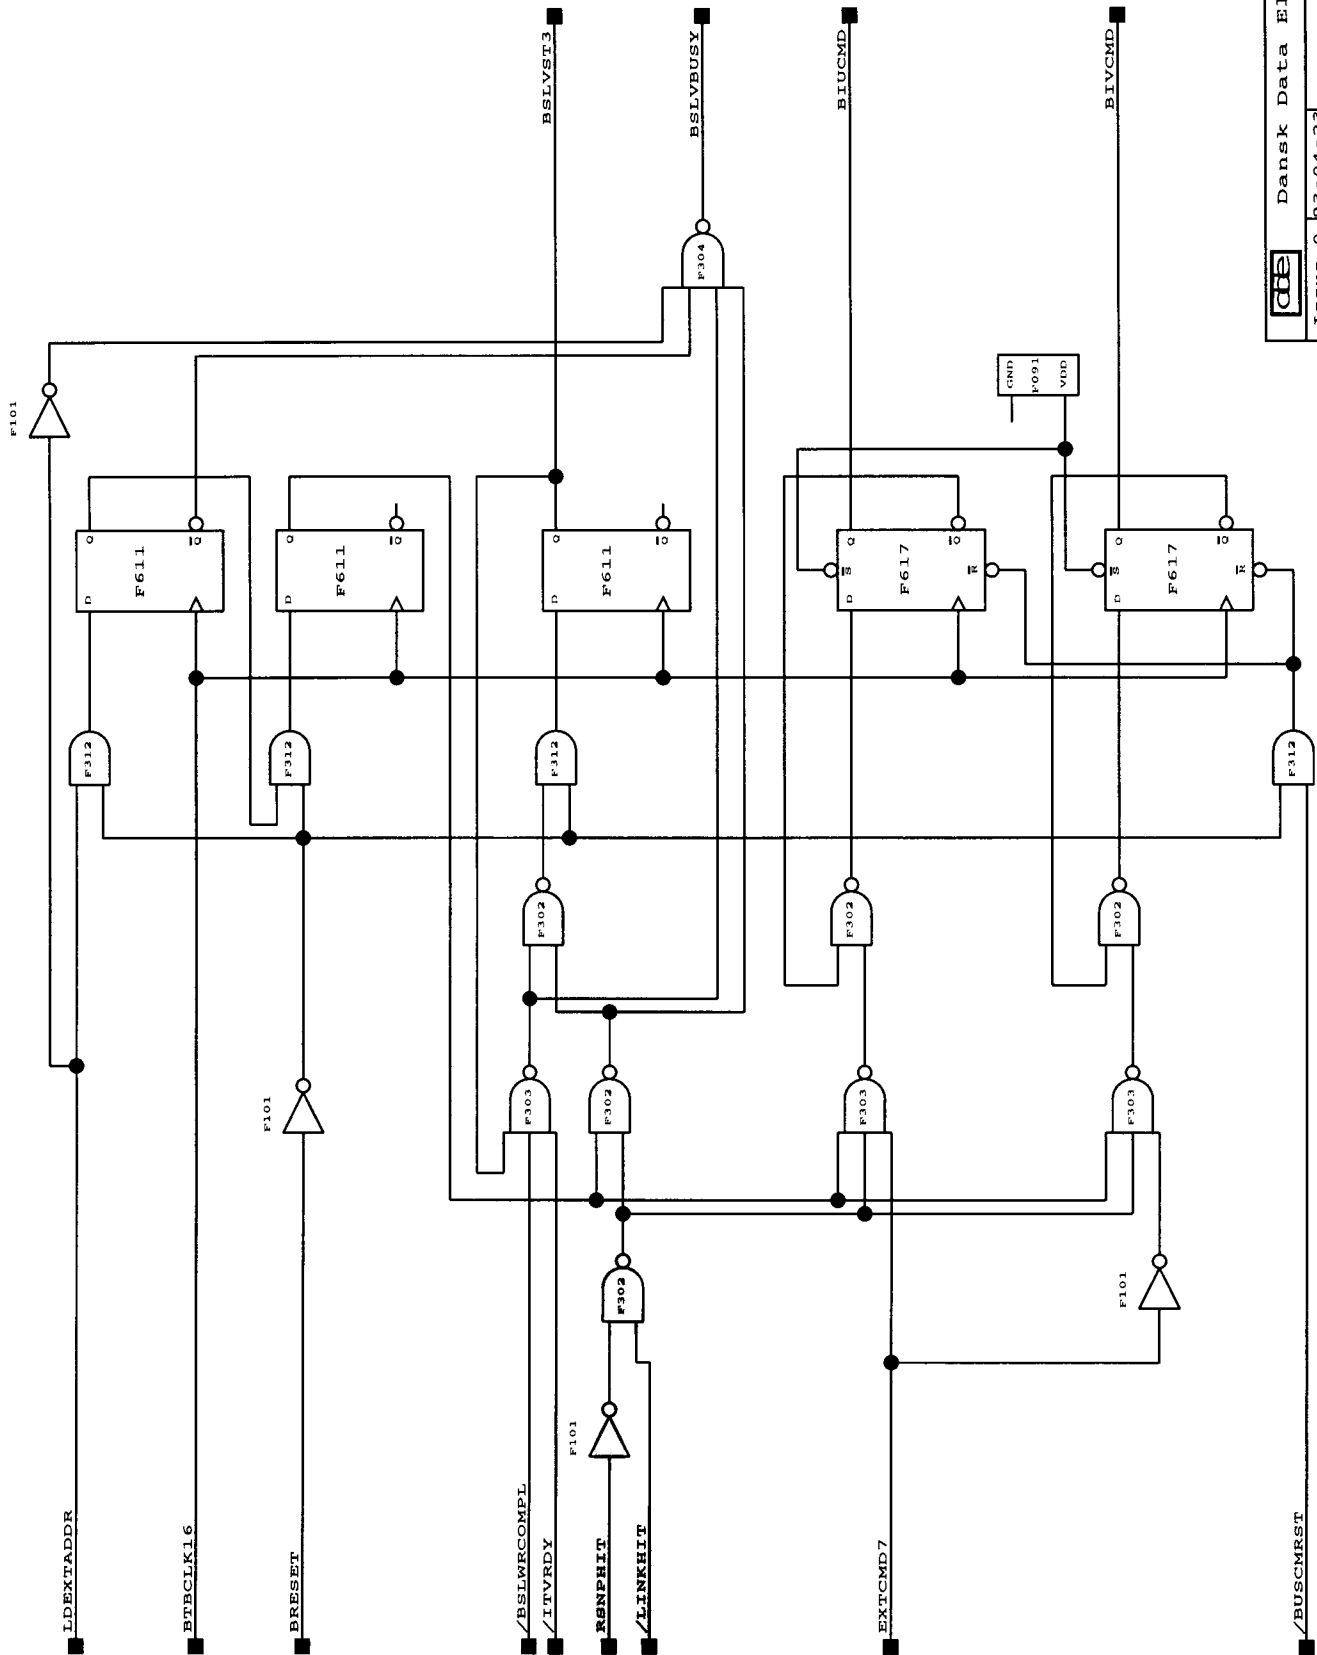 LDEXTADDR
BTBCLK16
BRESET
/BSLWRCOMPL
/ITVRDY
RSNPHIT
/LINKHIT
EXTCMD7
/BUSCMRST
F101
F101
F302
F101
F303
F302
F303
F303
F101
F302
F302
F302
F312
F312
F312
F312
D
Q
F611
Q
D
Q
F611
Q
D
Q
F611
Q
D
Q
S
F617
R
Q
D
Q
S
F617
R
Q
F101
GND
F091
VDD
F304
BSLVST3
BSLVBUSY
BIUCMD
BIVCMD
dde
Dansk Data